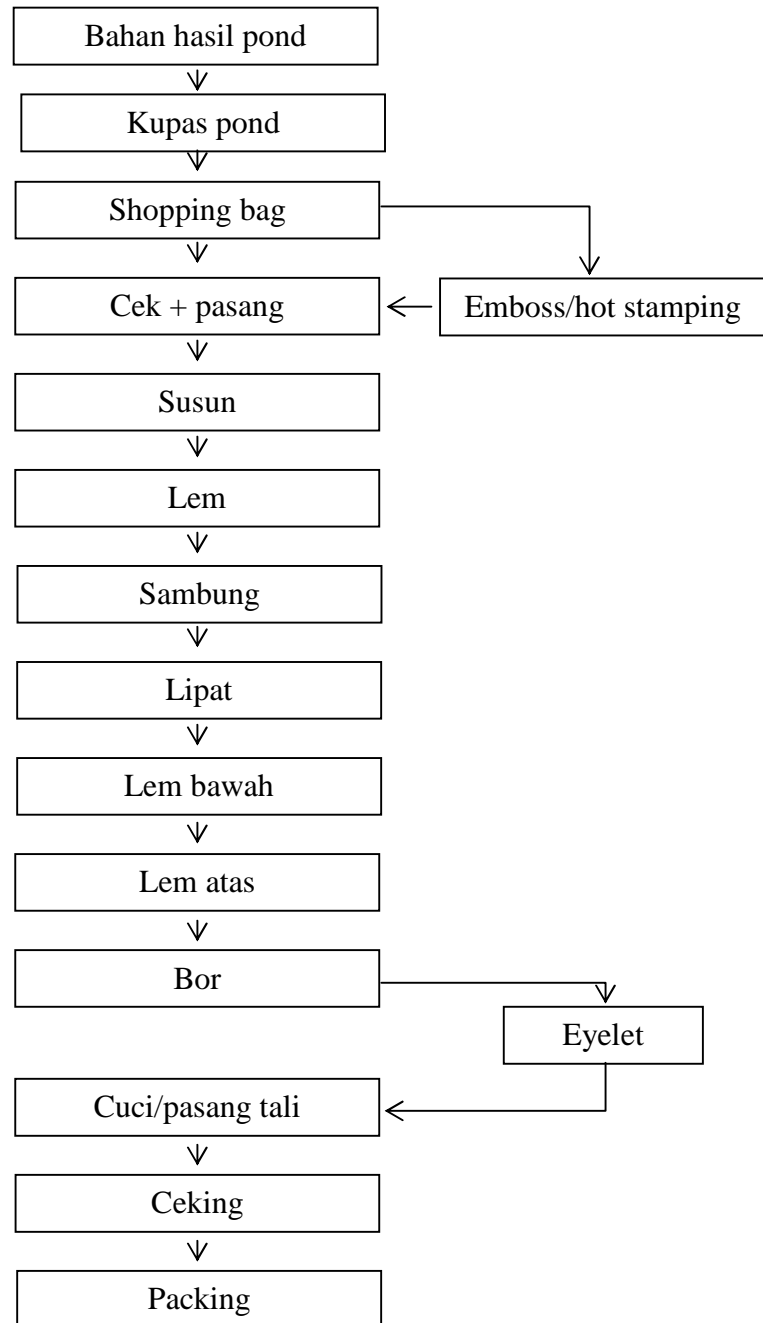 Bahan hasil pond
Kupas pond
Shopping bag
Cek + pasang
Emboss/hot stamping
Susun
Lem
Sambung
Lipat
Lem bawah
Lem atas
Bor
Eyelet
Cuci/pasang tali
Ceking
Packing